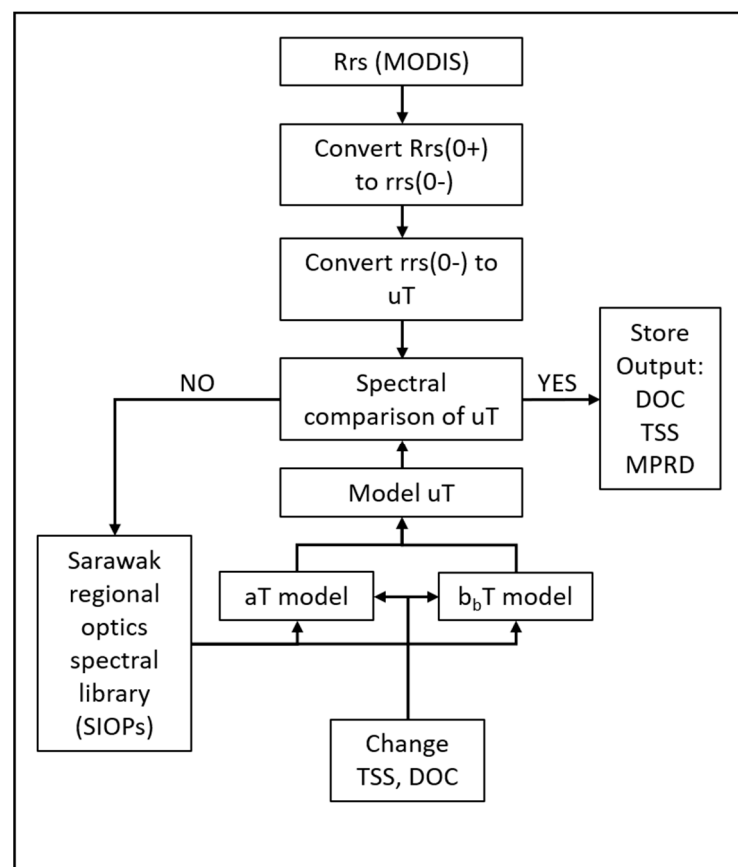 Rrs (MODIS)
Convert Rrs(0+)
to rrs(0-)
Convert rrs(0-) to
uT
NO
Spectral
comparison of uT
YES
Store
Output:
DOC
TSS
MPRD
Model uT
Sarawak
regional
optics
spectral
library
(SIOPs)
aT model
bbT model
Change
TSS, DOC